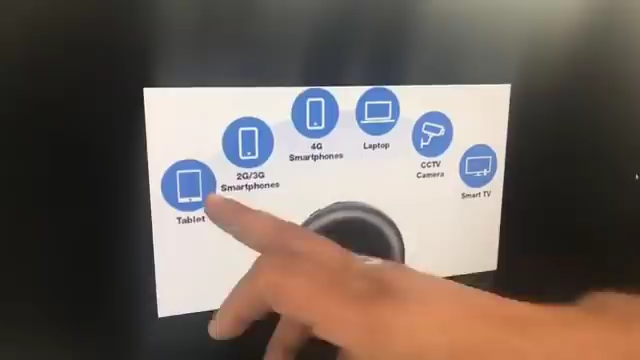 Tablet
2G/3G
Smartphones
4G
Smartphones
Laptop
CCTV
Camera
Smart TV